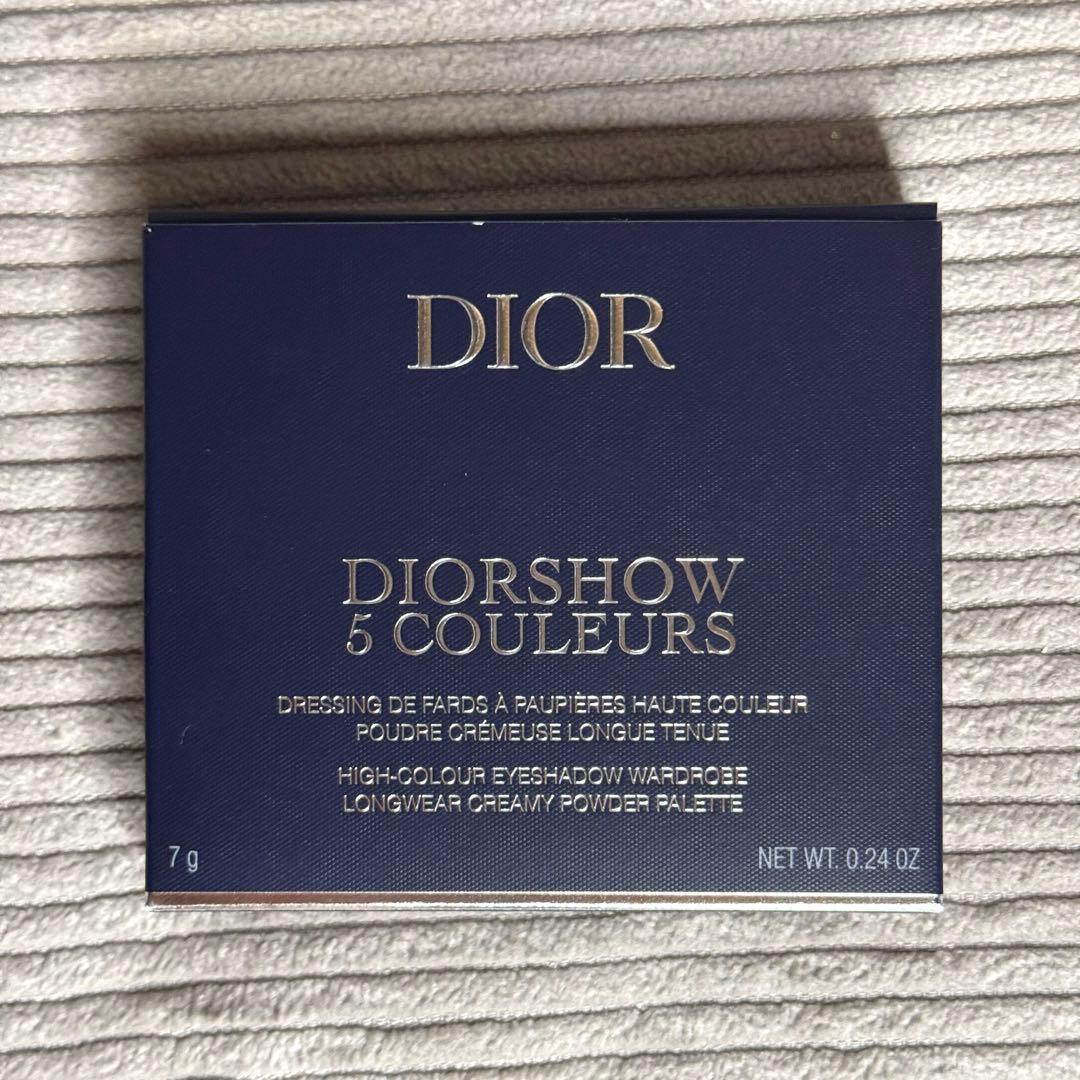 DIOR
DIORSHOW
5 COULEURS
DRESSING DE FARDS À PAUPIÈRES HAUTE COULEUR
POUDRE CRÉMEUSE LONGUE TENUE
HIGH-COLOUR EYESHADOW WARDROBE
LONGWEAR CREAMY POWDER PALETTE
7 g
NET WT. 0.24 OZ